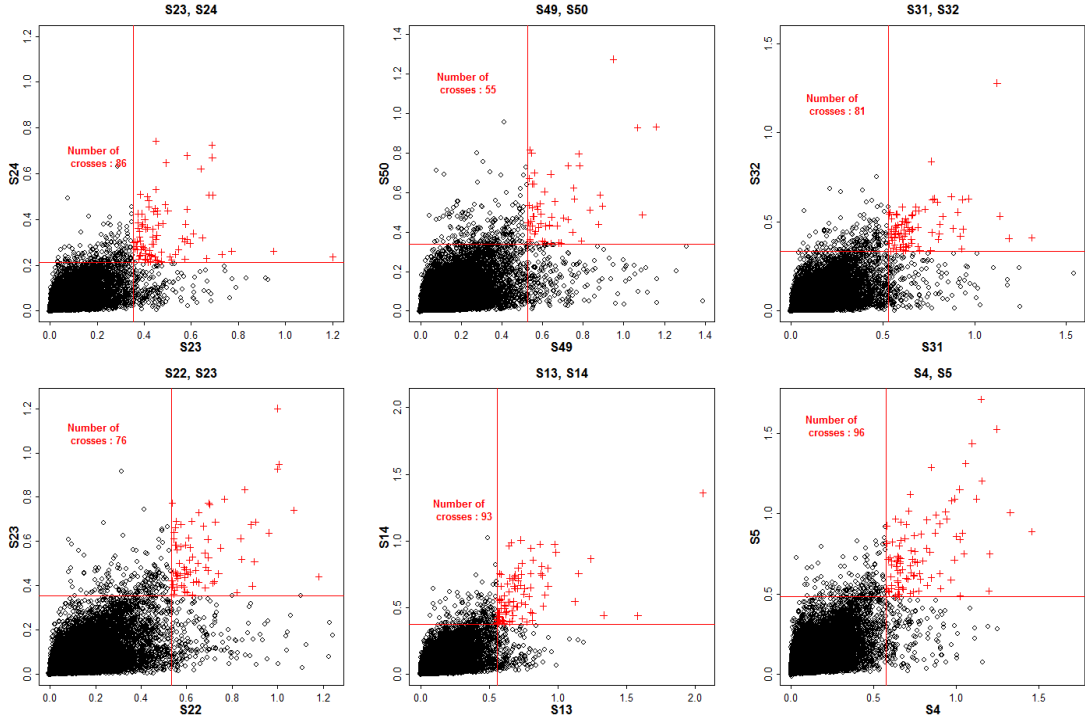 S23, S24
S24
1.2
1.0
0.8
0.6
0.4
0.2
0.0
Number of
crosses : 86
0.0 0.2 0.4 0.6 0.8 1.0 1.2
S23
S49, S50
S50
1.4
1.2
1.0
0.8
0.6
0.4
0.2
0.0
Number of
crosses : 55
0.0 0.2 0.4 0.6 0.8 1.0 1.2 1.4
S49
S31, S32
S32
1.5
1.0
0.5
0.0
Number of
crosses : 81
0.0 0.5 1.0 1.5
S31
S22, S23
S23
1.2
1.0
0.8
0.6
0.4
0.2
0.0
Number of
crosses : 76
0.0 0.2 0.4 0.6 0.8 1.0 1.2
S22
S13, S14
S14
2.0
1.5
1.0
0.5
0.0
Number of
crosses : 93
0.0 0.5 1.0 1.5 2.0
S13
S4, S5
S5
1.5
1.0
0.5
0.0
Number of
crosses : 96
0.0 0.5 1.0 1.5
S4